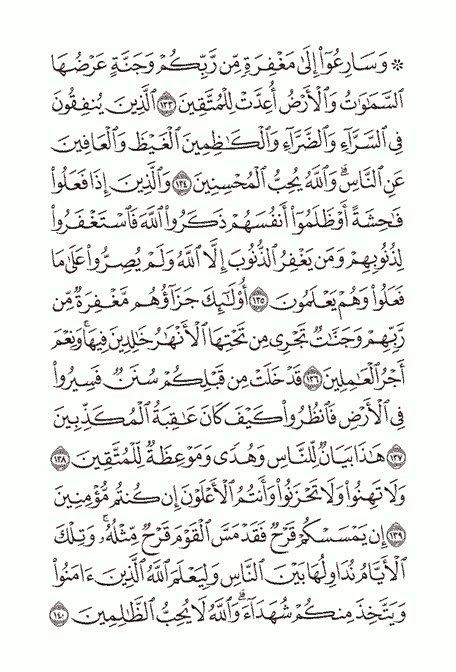 ۞ وَسَارِعُوٓا۟ إِلَىٰ مَغْفِرَةٍ مِّن رَّبِّكُمْ وَجَنَّةٍ عَرْضُهَا
ٱلسَّمَٰوَٰتُ وَٱلْأَرْضُ أُعِدَّتْ لِلْمُتَّقِينَ ١٣٣ ٱلَّذِينَ يُنفِقُونَ
فِى ٱلسَّرَّآءِ وَٱلضَّرَّآءِ وَٱلْكَٰظِمِينَ ٱلْغَيْظَ وَٱلْعَافِينَ
عَنِ ٱلنَّاسِ ۗ وَٱللَّهُ يُحِبُّ ٱلْمُحْسِنِينَ ١٣٤ وَٱلَّذِينَ إِذَا فَعَلُوا۟
فَٰحِشَةً أَوْ ظَلَمُوٓا۟ أَنفُسَهُمْ ذَكَرُوا۟ ٱللَّهَ فَٱسْتَغْفَرُوا۟
لِذُنُوبِهِمْ وَمَن يَغْفِرُ ٱلذُّنُوبَ إِلَّا ٱللَّهُ وَلَمْ يُصِرُّوا۟ عَلَىٰ مَا
فَعَلُوا۟ وَهُمْ يَعْلَمُونَ ١٣٥ أُو۟لَٰٓئِكَ جَزَآؤُهُم مَّغْفِرَةٌ مِّن
رَّبِّهِمْ وَجَنَّٰتٌ تَجْرِى مِن تَحْتِهَا ٱلْأَنْهَٰرُ خَٰلِدِينَ فِيهَا ۚ وَنِعْمَ
أَجْرُ ٱلْعَٰمِلِينَ ١٣٦ قَدْ خَلَتْ مِن قَبْلِكُمْ سُنَنٌ فَسِيرُوا۟
فِى ٱلْأَرْضِ فَٱنظُرُوا۟ كَيْفَ كَانَ عَٰقِبَةُ ٱلْمُكَذِّبِينَ
١٣٧ هَٰذَا بَيَانٌ لِّلنَّاسِ وَهُدًى وَمَوْعِظَةٌ لِّلْمُتَّقِينَ ١٣٨
وَلَا تَهِنُوا۟ وَلَا تَحْزَنُوا۟ وَأَنتُمُ ٱلْأَعْلَوْنَ إِن كُنتُم مُّؤْمِنِينَ
١٣٩ إِن يَمْسَسْكُمْ قَرْحٌ فَقَدْ مَسَّ ٱلْقَوْمَ قَرْحٌ مِّثْلُهُۥ ۚ وَتِلْكَ
ٱلْأَيَّامُ نُدَاوِلُهَا بَيْنَ ٱلنَّاسِ وَلِيَعْلَمَ ٱللَّهُ ٱلَّذِينَ ءَامَنُوا۟
وَيَتَّخِذَ مِنكُمْ شُهَدَآءَ ۗ وَٱللَّهُ لَا يُحِبُّ ٱلظَّٰلِمِينَ ١٤٠